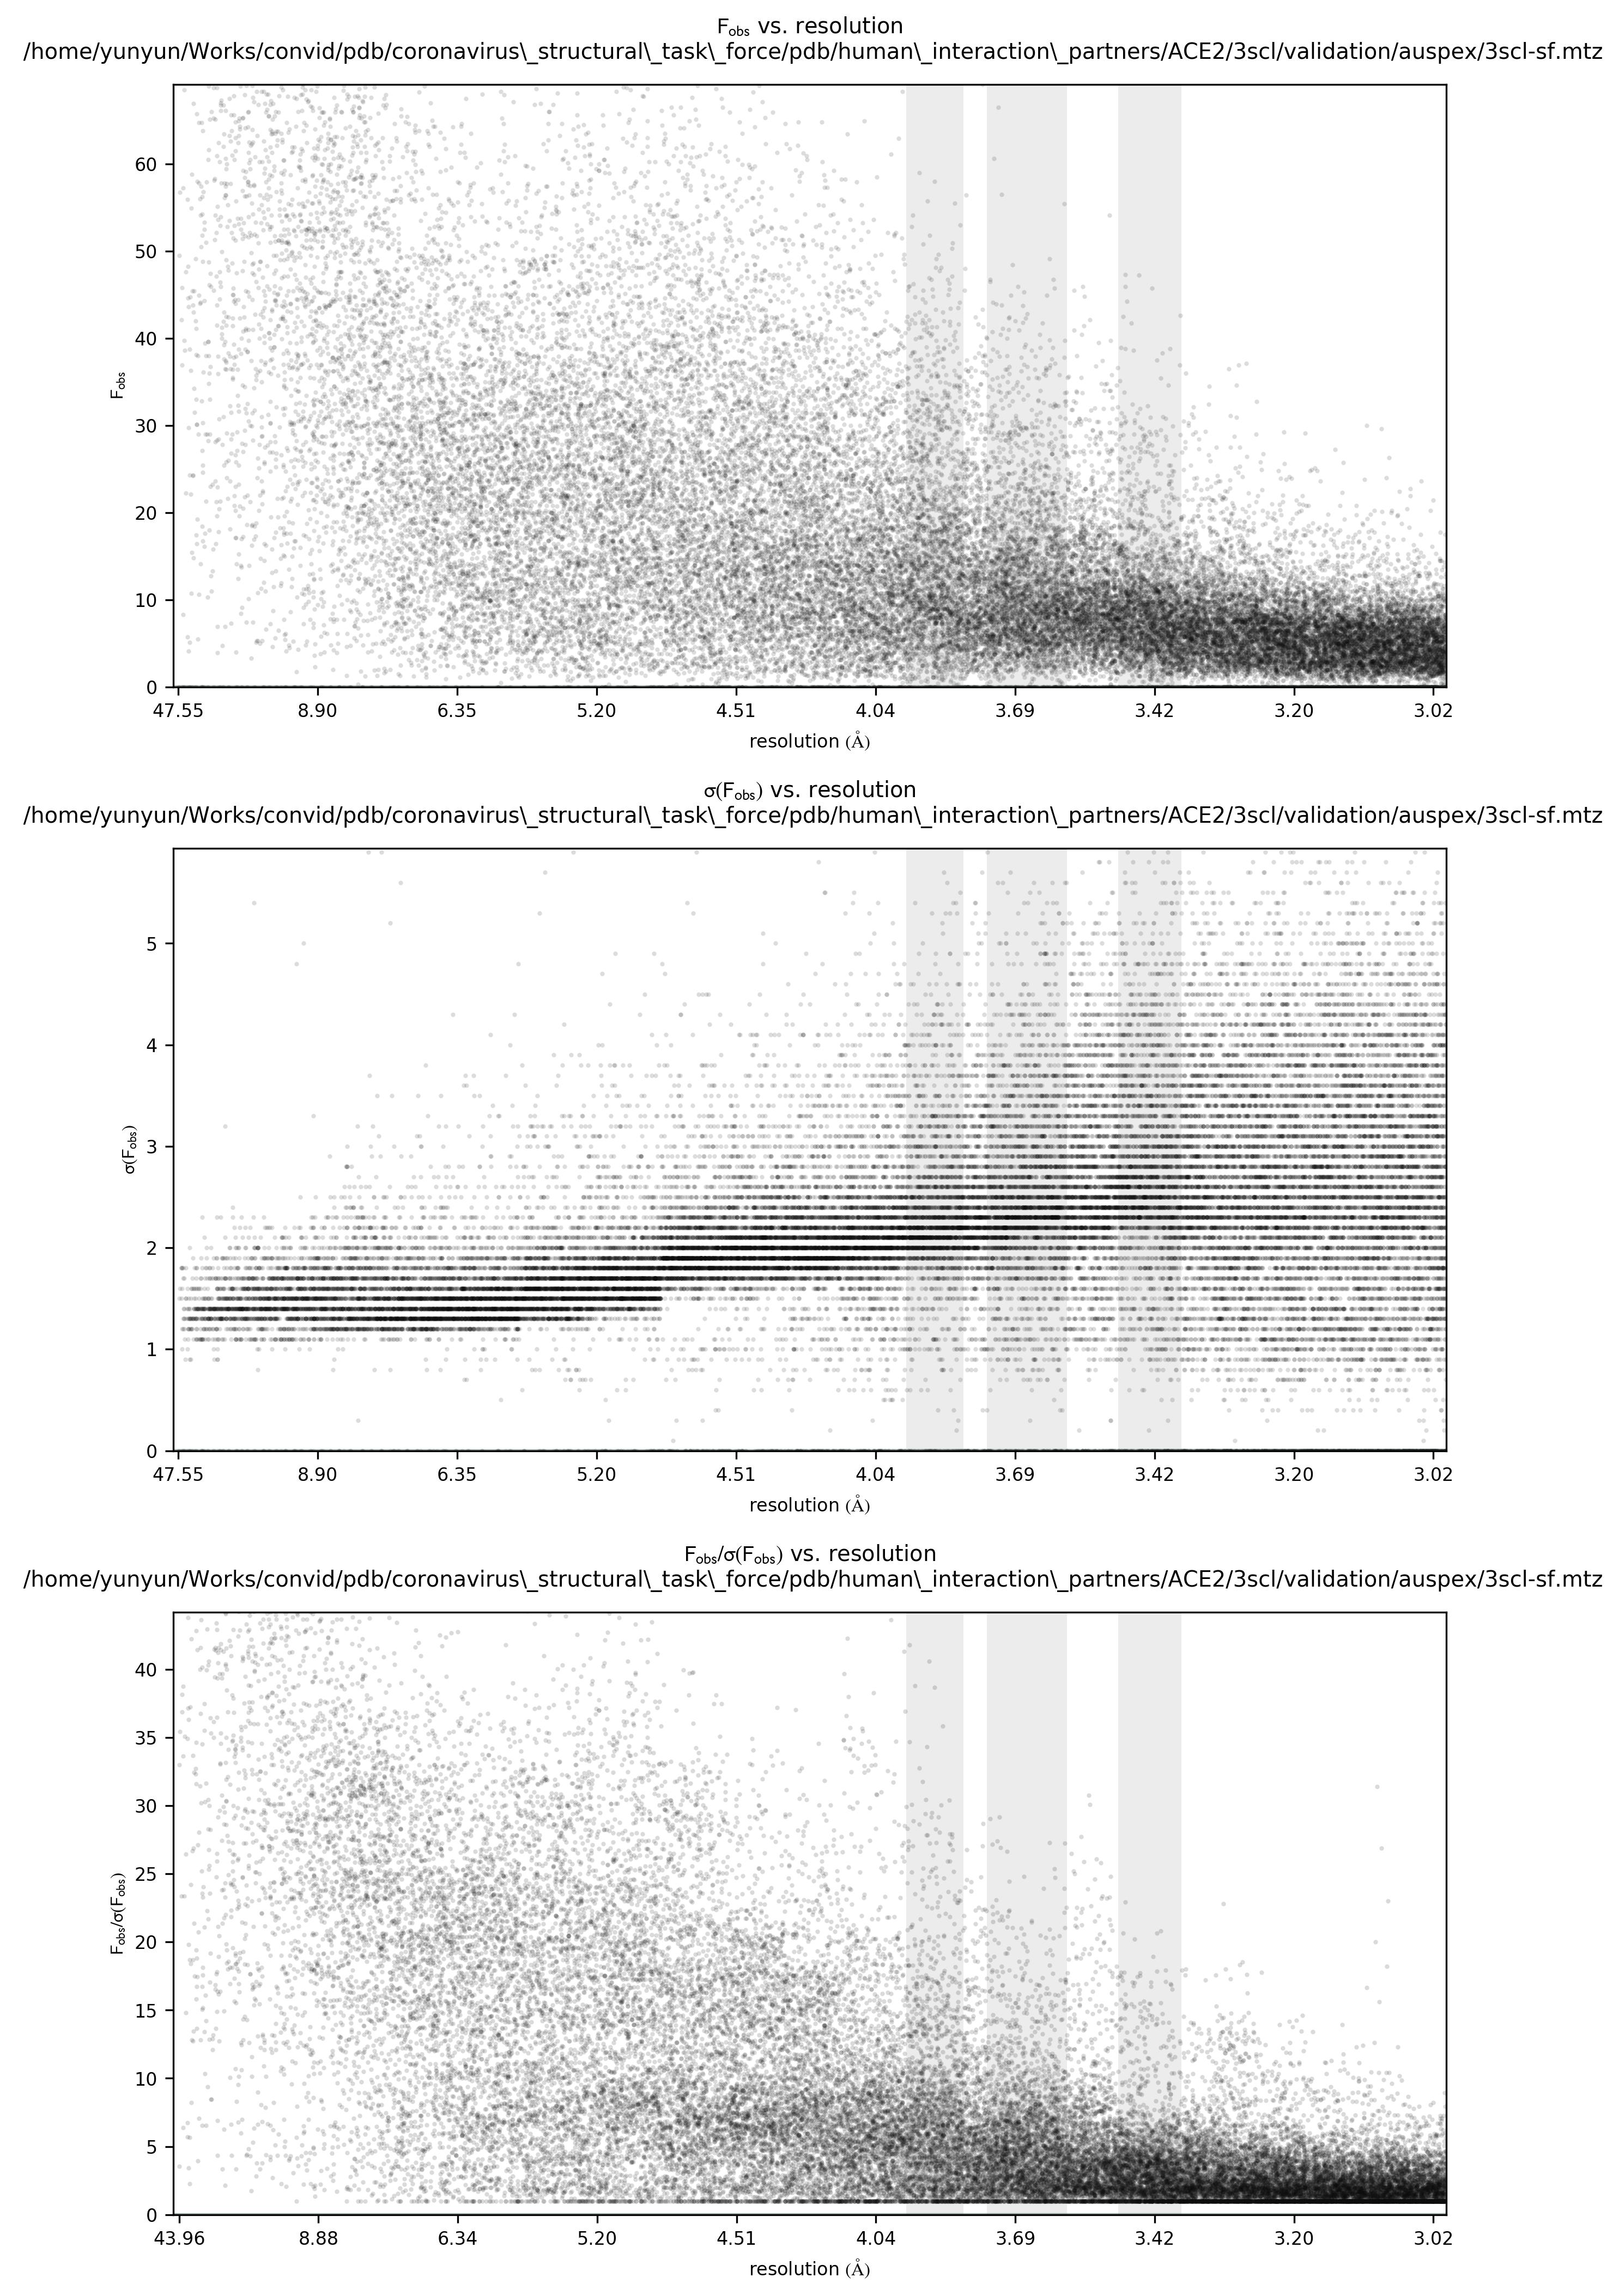 Fobs vs. resolution
/home/yunyun/Works/convid/pdb/coronavirus\_structural\_task\_force/pdb/human\_interaction\_partners/ACE2/3scl/validation/auspex/3scl-sf.mtz
60
50
40
30
20
10
0
Fobs
47.55 8.90 6.35 5.20 4.51 4.04 3.69 3.42 3.20 3.02
resolution (Å)
σ(Fobs) vs. resolution
/home/yunyun/Works/convid/pdb/coronavirus\_structural\_task\_force/pdb/human\_interaction\_partners/ACE2/3scl/validation/auspex/3scl-sf.mtz
5
4
3
2
1
0
σ(Fobs)
47.55 8.90 6.35 5.20 4.51 4.04 3.69 3.42 3.20 3.02
resolution (Å)
Fobs/σ(Fobs) vs. resolution
/home/yunyun/Works/convid/pdb/coronavirus\_structural\_task\_force/pdb/human\_interaction\_partners/ACE2/3scl/validation/auspex/3scl-sf.mtz
40
35
30
25
20
15
10
5
0
Fobs/σ(Fobs)
43.96 8.88 6.34 5.20 4.51 4.04 3.69 3.42 3.20 3.02
resolution (Å)